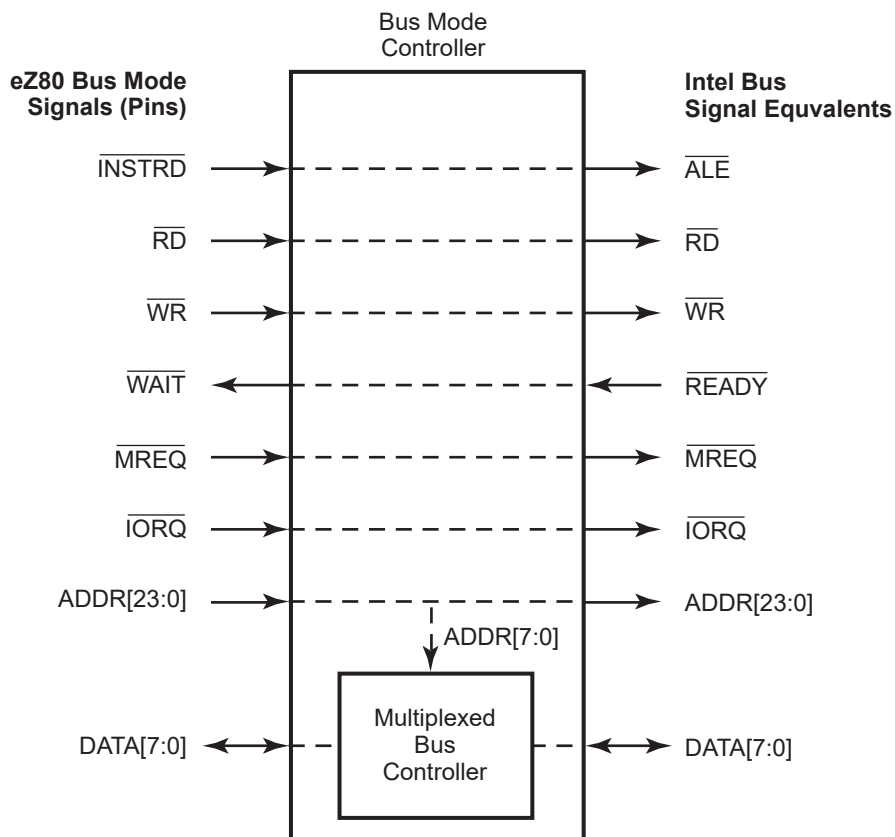 Bus Mode
Controller
eZ80 Bus Mode
Signals (Pins)
Intel Bus
Signal Equvalents
INSTRD
ALE
RD
RD
WR
WR
WAIT
READY
MREQ
MREQ
IORQ
IORQ
ADDR[23:0]
ADDR[23:0]
ADDR[7:0]
Multiplexed
Bus
Controller
DATA[7:0]
DATA[7:0]